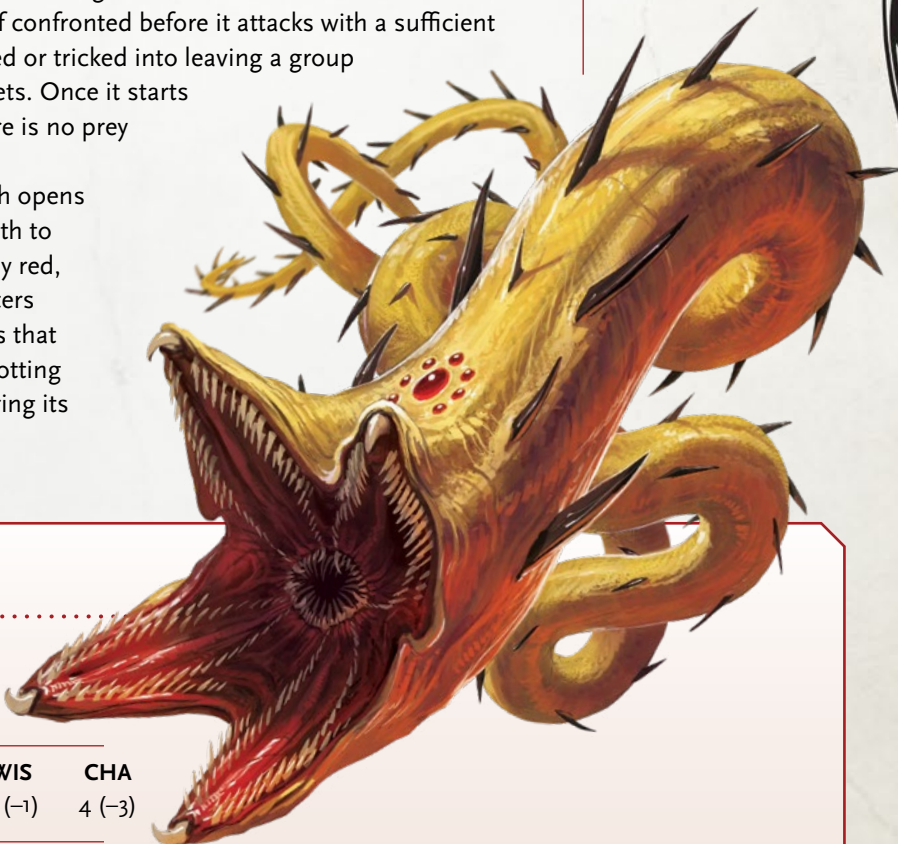 f confronted before it attacks with a sufficient
ed or tricked into leaving a group
ets. Once it starts
re is no prey
h opens
th to
y red,
ters
s that
otting
ring its
WIS CHA
(–1) 4 (–3)